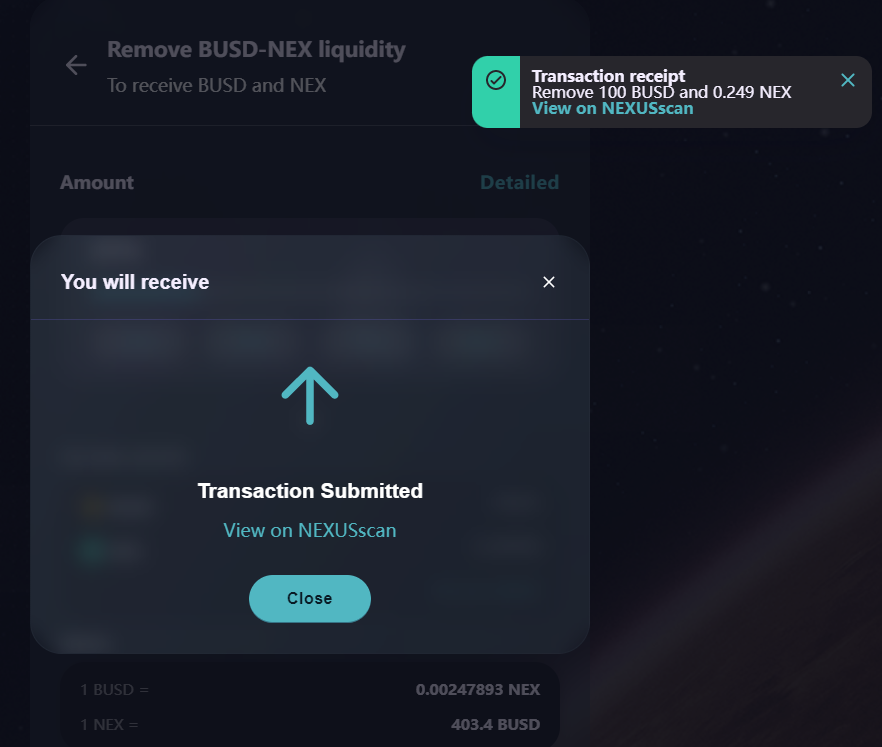 Remove BUSD-NEX liquidity
To receive BUSD and NEX
Transaction receipt
Remove 100 BUSD and 0.249 NEX
View on NEXUSscan
Amount
Detailed
You will receive
Transaction Submitted
View on NEXUSscan
Close
1 BUSD =
0.00247893 NEX
1 NEX =
403.4 BUSD